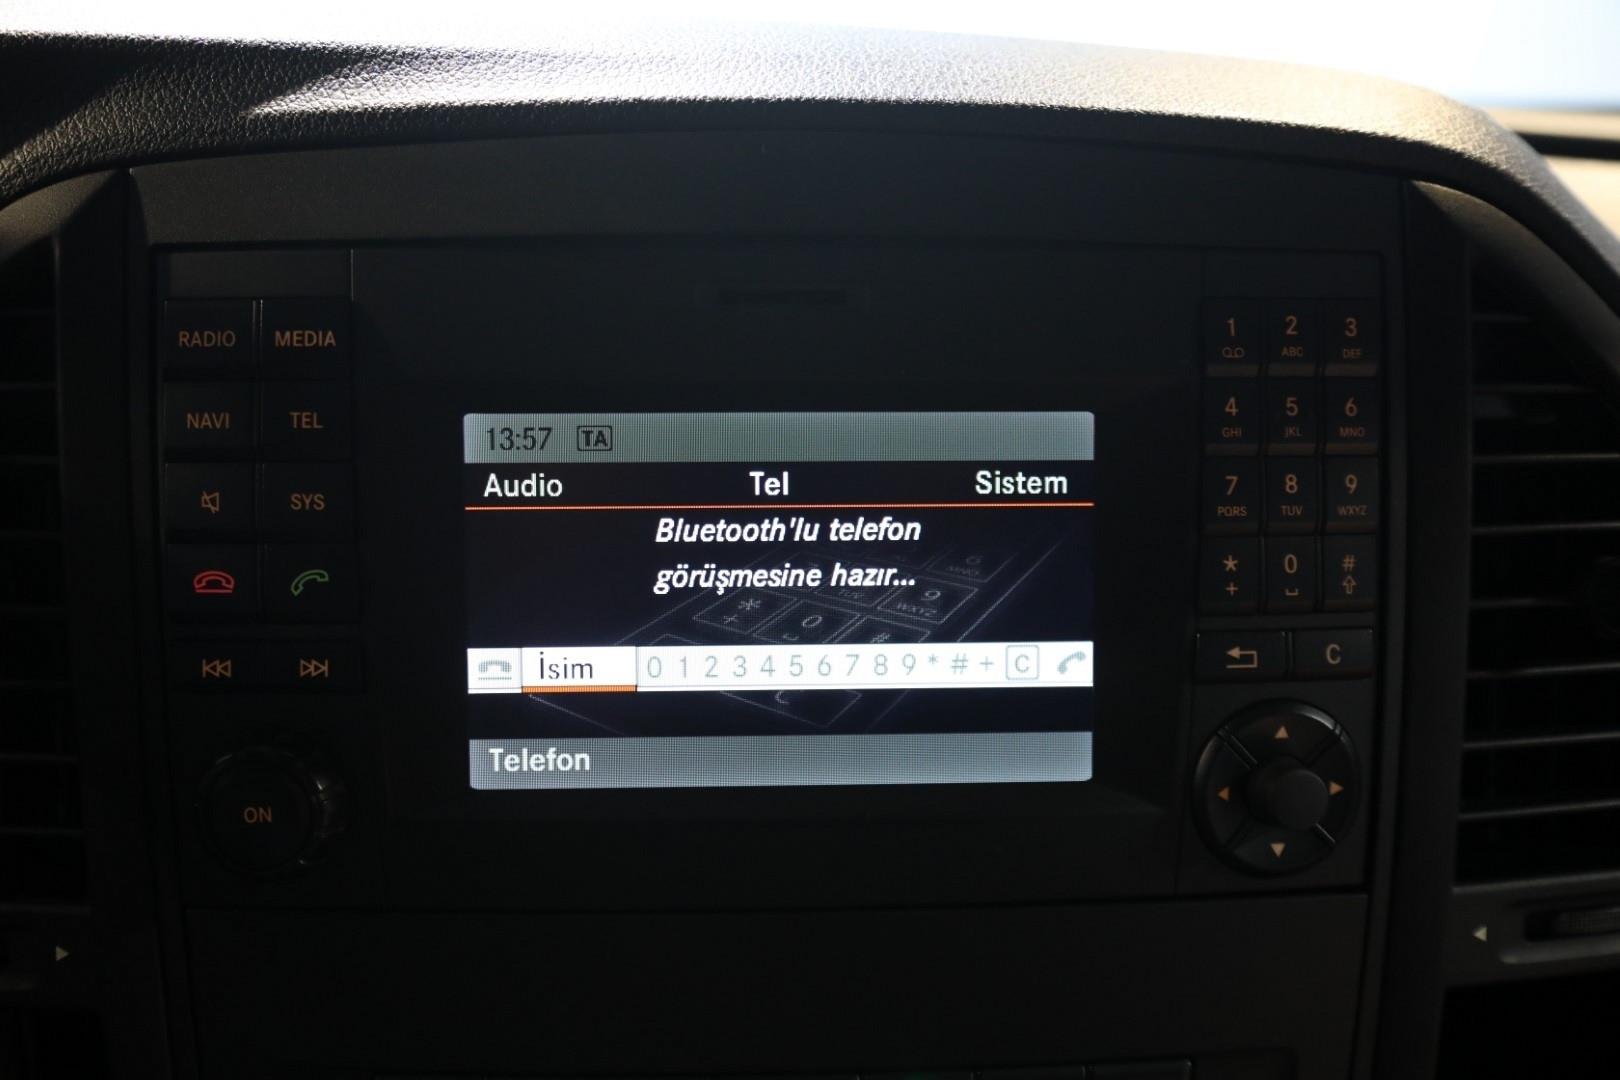 RADIO MEDIA
NAVI TEL
SYS
ON
13:57 TA
Audio Tel Sistem
Bluetooth'lu telefon
görüşmesine hazır...
İsim 0 1 2 3 4 5 6 7 8 9 * # + C
Telefon
1 2 3
ABC DEF
4 5 6
GHI JKL MNO
7 8 9
PQRS TUV WXYZ
* 0 #
+
C